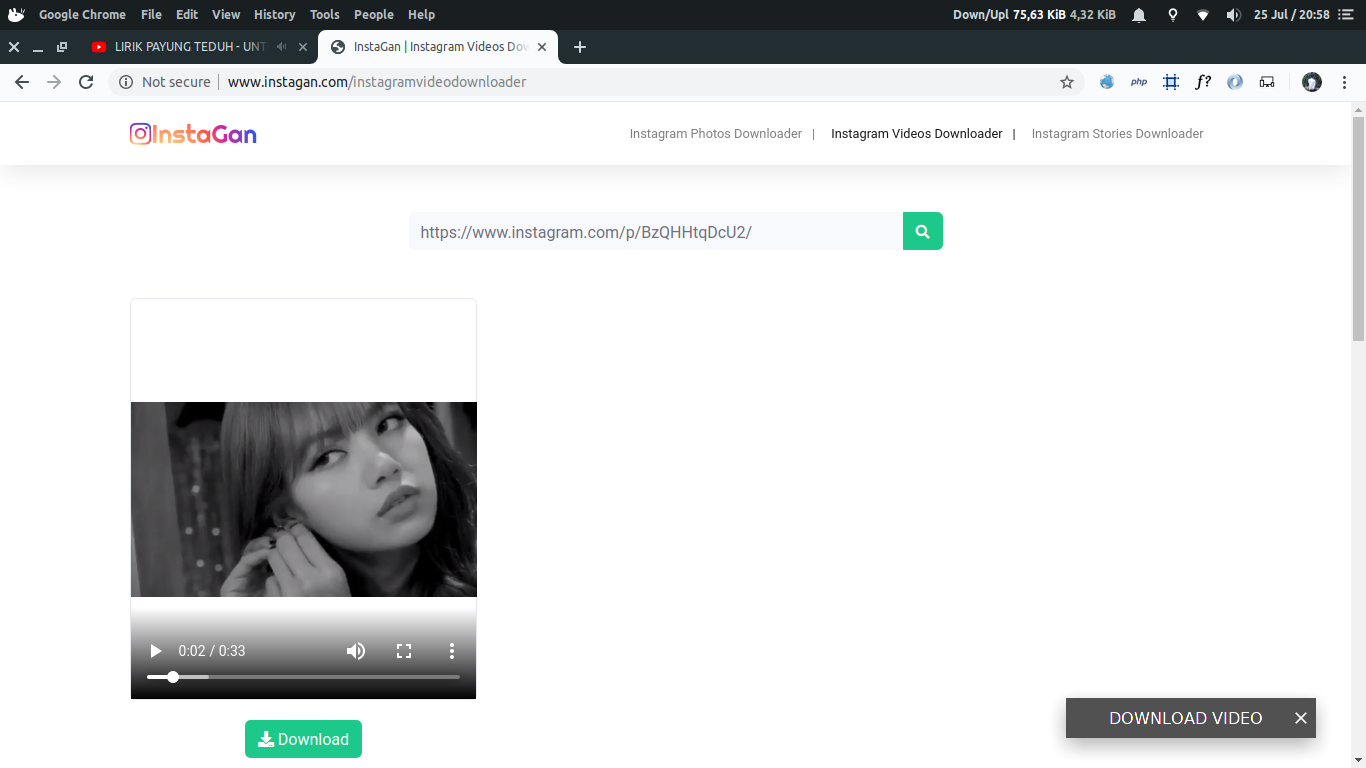 Google Chrome File Edit View History Tools People Help Down/Upl 75,63 KiB 4,32 KiB 25 Jul / 20:58
LIRIK PAYUNG TEDUH - UNT InstaGan | Instagram Videos Dow
Not secure www.instagan.com/instagramvideodownloader php f?
InstaGan Instagram Photos Downloader | Instagram Videos Downloader | Instagram Stories Downloader
https://www.instagram.com/p/BzQHHtqDcU2/
0:02 / 0:33
DOWNLOAD VIDEO
Download